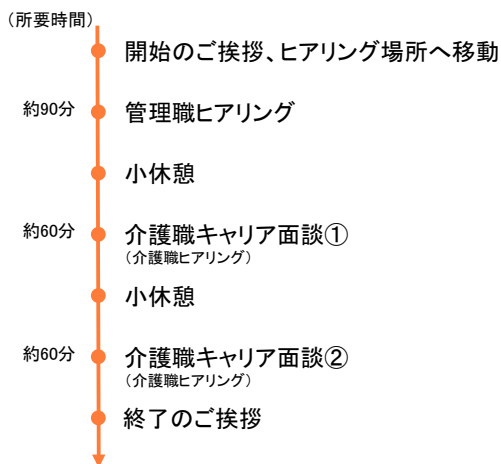 （所要時間）
開始のご挨拶、ヒアリング場所へ移動
約90分 管理職ヒアリング
小休憩
約60分 介護職キャリア面談①
（介護職ヒアリング）
小休憩
約60分 介護職キャリア面談②
（介護職ヒアリング）
終了のご挨拶